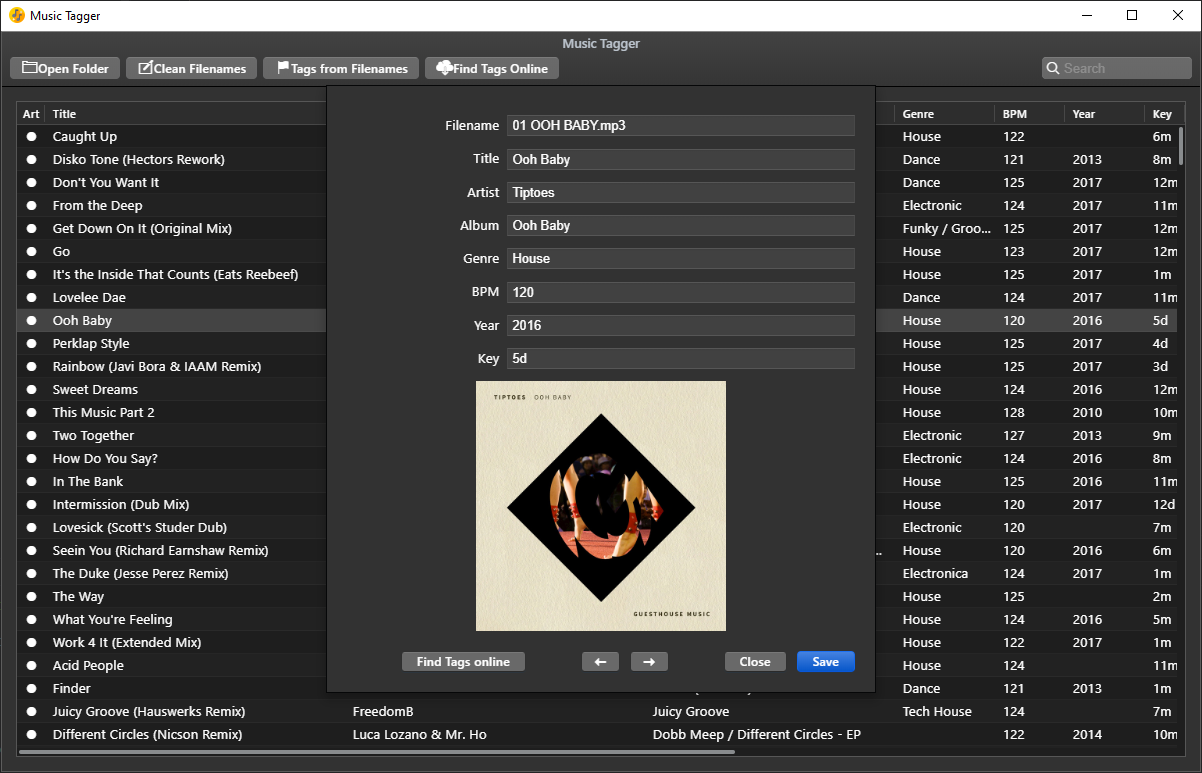 Music Tagger
Music Tagger
Open Folder Clean Filenames Tags from Filenames Find Tags Online Search
Art Title Genre BPM Year Key
Caught Up House 122 6m
Disko Tone (Hectors Rework) Dance 121 2013 8m
Don't You Want It Dance 125 2017 12m
From the Deep Electronic 124 2017 11m
Get Down On It (Original Mix) Funky / Groo... 125 2017 12m
Go House 123 2017 12m
It's the Inside That Counts (Eats Reebeef) House 125 2017 1m
Lovelee Dae Dance 124 2017 11m
Ooh Baby House 120 2016 5d
Perklap Style House 125 2017 4d
Rainbow (Javi Bora & IAAM Remix) House 125 2017 3d
Sweet Dreams House 124 2016 12m
This Music Part 2 House 128 2010 10m
Two Together Electronic 127 2013 9m
How Do You Say? Electronic 124 2016 8m
In The Bank House 125 2016 11m
Intermission (Dub Mix) House 120 2017 12d
Lovesick (Scott's Studer Dub) Electronic 120 7m
Seein You (Richard Earnshaw Remix) ... House 120 2016 6m
The Duke (Jesse Perez Remix) Electronica 124 2017 1m
The Way House 125 2m
What You're Feeling House 124 2016 5m
Work 4 It (Extended Mix) House 122 2017 1m
Acid People House 124 11m
Finder Dance 121 2013 1m
Juicy Groove (Hauswerks Remix) FreedomB Juicy Groove Tech House 124 7m
Different Circles (Nicson Remix) Luca Lozano & Mr. Ho Dobb Meep / Different Circles - EP 122 2014 10m
Filename 01 OOH BABY.mp3
Title Ooh Baby
Artist Tiptoes
Album Ooh Baby
Genre House
BPM 120
Year 2016
Key 5d
TIPTOES OOH BABY
GUESTHOUSE MUSIC
Find Tags online ← → Close Save